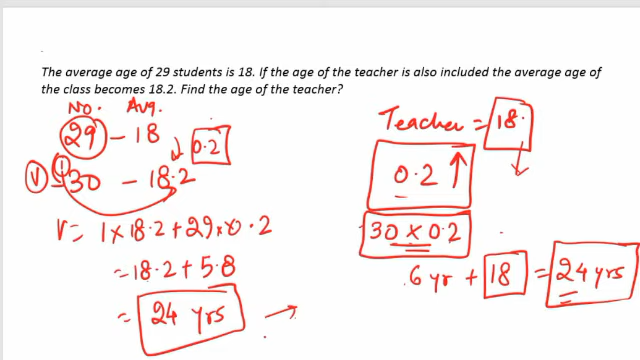 The average age of 29 students is 18. If the age of the teacher is also included the average age of
the class becomes 18.2. Find the age of the teacher?
No. Avg.
29 – 18
0.2
V 1 30 – 18.2
V = 1 × 18.2 + 29 × 0.2
= 18.2 + 5.8
= 24 yrs
Teacher = 18.
0.2 ↑
30 × 0.2
6 yr + 18 = 24 yrs